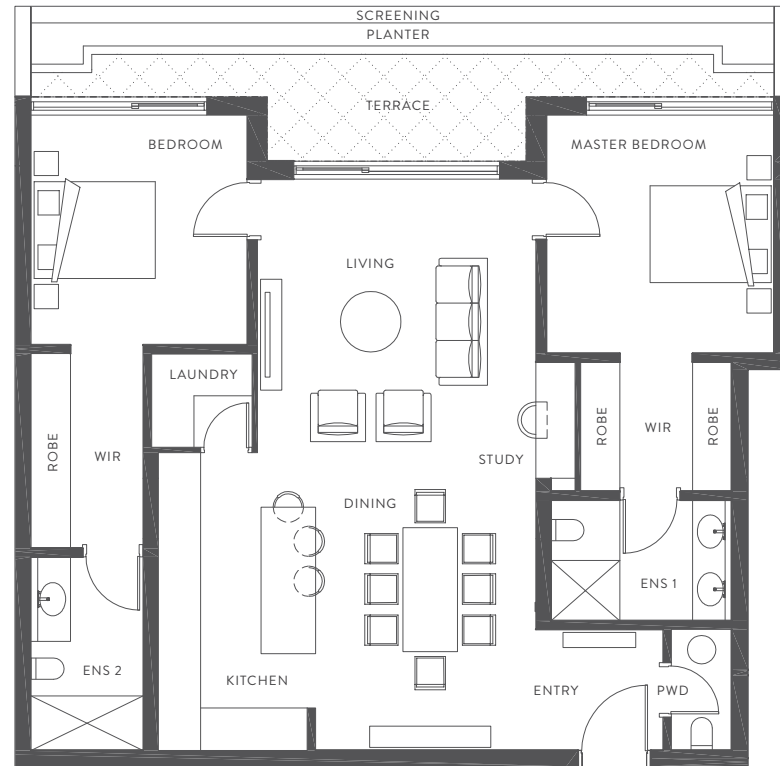 SCREENING
PLANTER
TERRACE
BEDROOM
MASTER BEDROOM
LIVING
LAUNDRY
ROBE
WIR
ROBE
WIR
ROBE
STUDY
DINING
ENS 1
ENS 2
KITCHEN
ENTRY
PWD